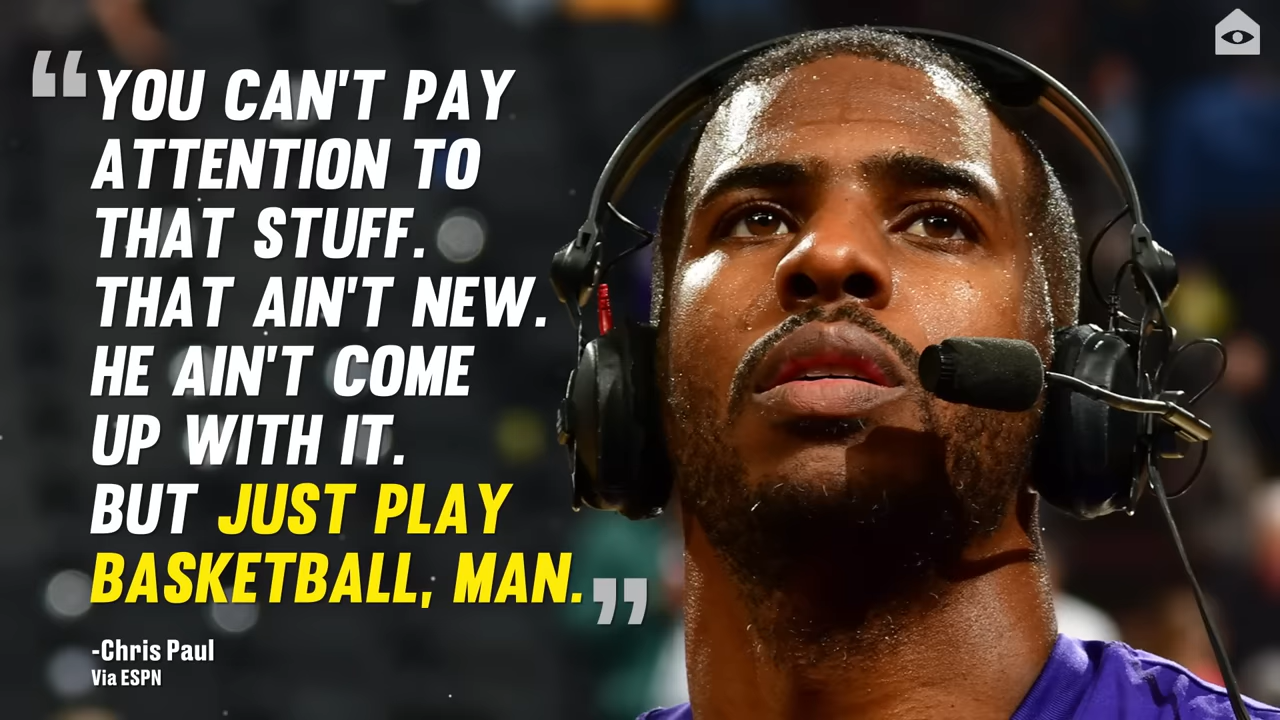 “YOU CAN'T PAY
ATTENTION TO
THAT STUFF.
THAT AIN'T NEW.
HE AIN'T COME
UP WITH IT.
BUT JUST PLAY
BASKETBALL, MAN.”
-Chris Paul
Via ESPN